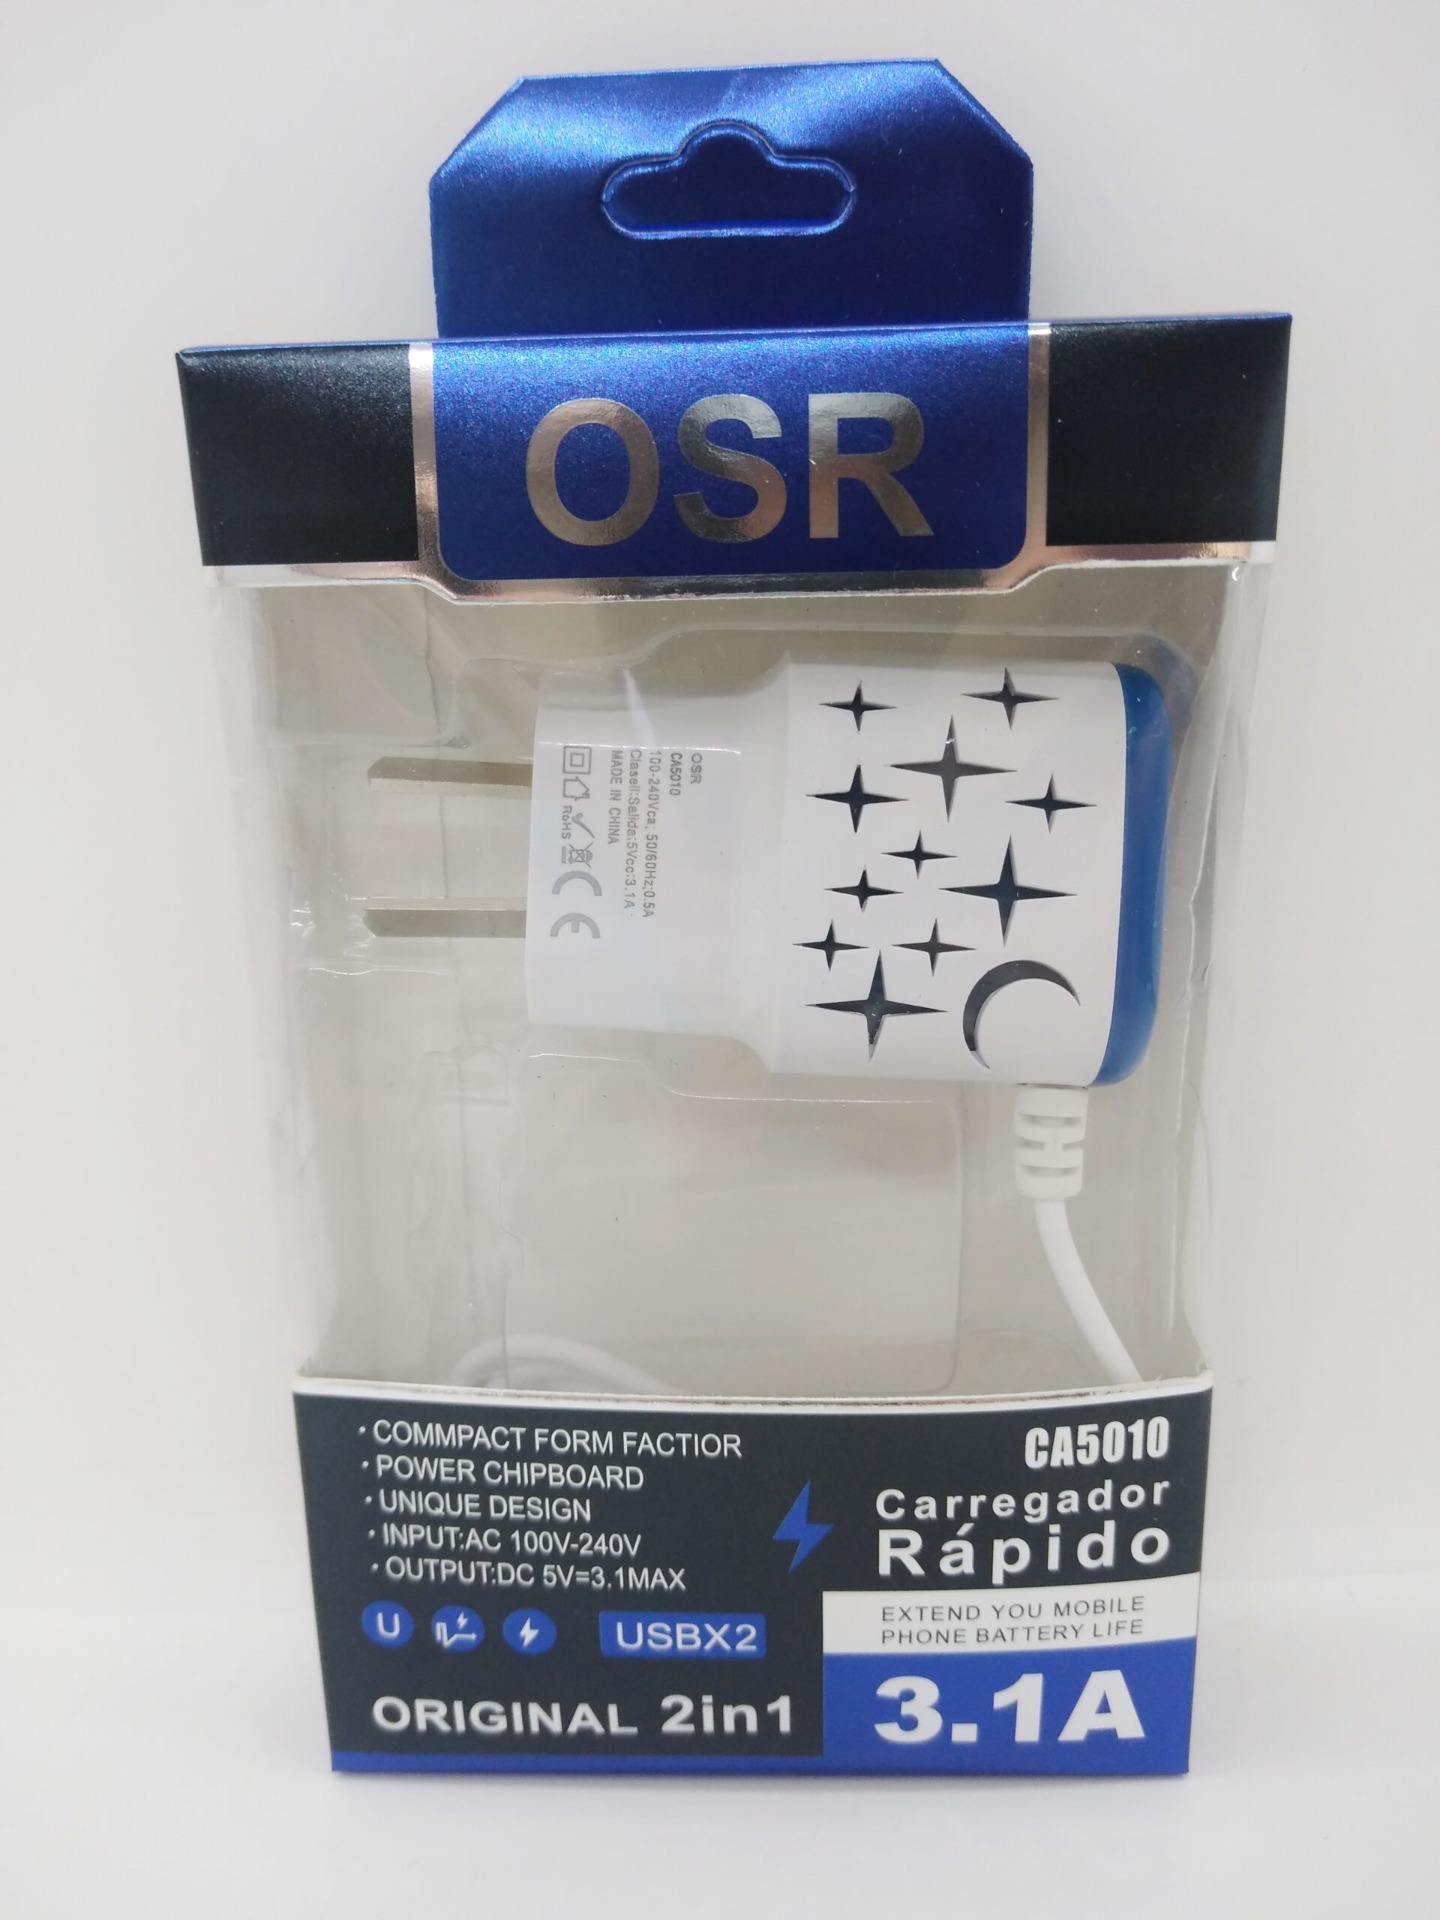 OSR
OSR
CA5010
100-240Vca; 50/60Hz;0.5A
ClaseII:Salida:5Vcc:3.1A
MADE IN CHINA
RoHS
CE
· COMMPACT FORM FACTIOR
· POWER CHIPBOARD
· UNIQUE DESIGN
· INPUT:AC 100V-240V
· OUTPUT:DC 5V=3.1MAX
U
USBX2
ORIGINAL 2in1
CA5010
Carregador
Rápido
EXTEND YOU MOBILE
PHONE BATTERY LIFE
3.1A